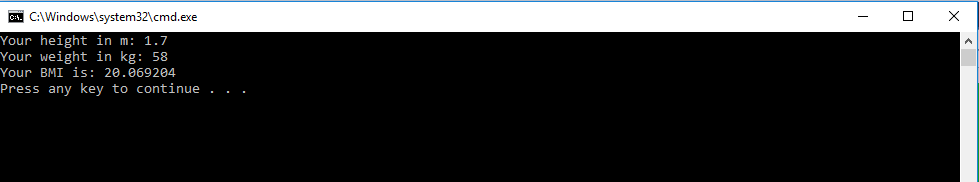 C:\Windows\system32\cmd.exe
Your height in m: 1.7
Your weight in kg: 58
Your BMI is: 20.069204
Press any key to continue . . .